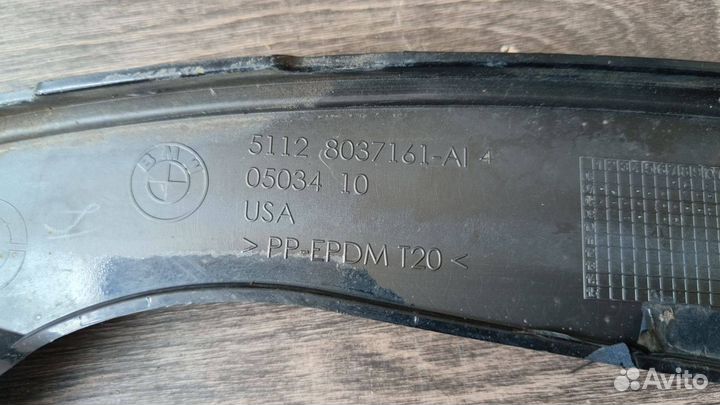 BMW
5112 8037161-AI 4
05034 10
USA
> PP-EPDM T20 <
Avito